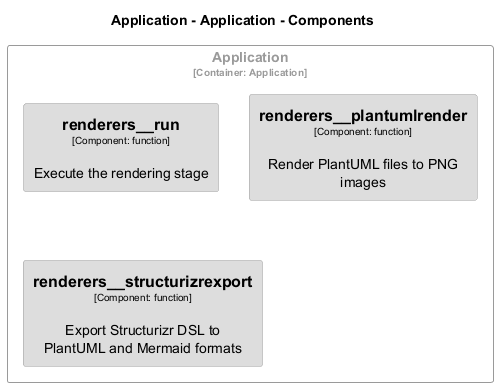 Application - Application - Components
Application
[Container: Application]
renderers__run
[Component: function]
Execute the rendering stage
renderers__plantumlrender
[Component: function]
Render PlantUML files to PNG
images
renderers__structurizrexport
[Component: function]
Export Structurizr DSL to
PlantUML and Mermaid formats